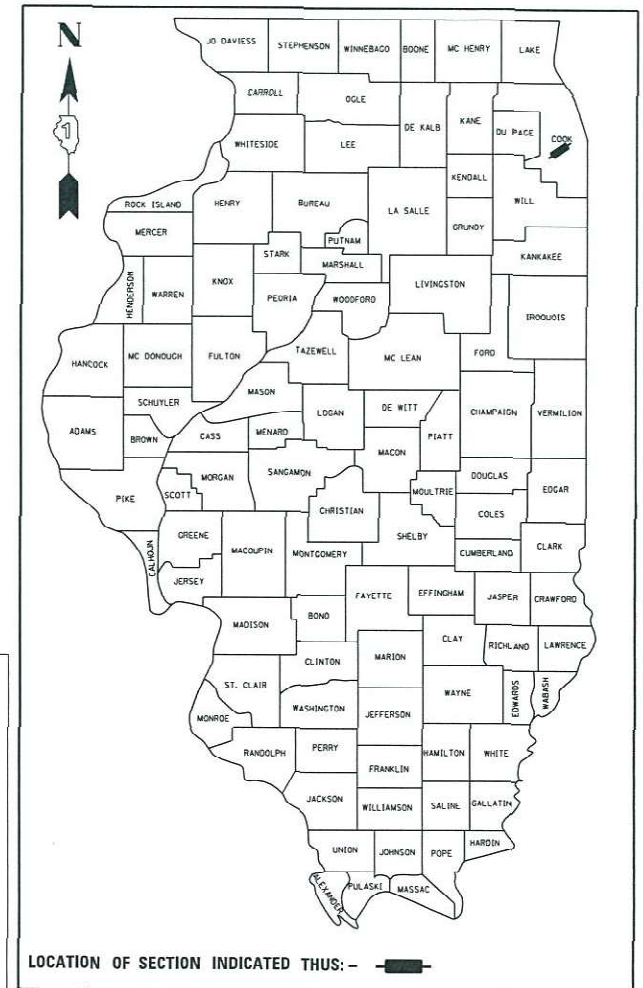 N
JO DAVIESS
STEPHENSON
WINNEBAGO
BOONE
MC HENRY
LAKE
CARROLL
OGLE
DE KALB
KANE
DU PAGE
COOK
1
WHITESIDE
LEE
KENDALL
WILL
ROCK ISLAND
HENRY
BUREAU
LA SALLE
GRUNDY
MERCER
PUTNAM
STARK
MARSHALL
KANKAKEE
HENDERSON
WARREN
KNOX
PEORIA
WOODFORD
LIVINGSTON
IROQUOIS
HANCOCK
MC DONOUGH
FULTON
TAZEWELL
MC LEAN
FORD
SCHUYLER
MASON
LOGAN
DE WITT
CHAMPAIGN
VERMILION
ADAMS
BROWN
CASS
MENARD
MACON
PIATT
PIKE
SCOTT
MORGAN
SANGAMON
MOULTRIE
DOUGLAS
EDGAR
CHRISTIAN
COLES
CALHOUN
GREENE
MACOUPIN
MONTGOMERY
SHELBY
CUMBERLAND
CLARK
JERSEY
FAYETTE
EFFINGHAM
JASPER
CRAWFORD
MADISON
BOND
CLAY
RICHLAND
LAWRENCE
CLINTON
MARION
ST. CLAIR
WAYNE
EDWARDS
WABASH
MONROE
WASHINGTON
JEFFERSON
RANDOLPH
PERRY
HAMILTON
WHITE
FRANKLIN
JACKSON
WILLIAMSON
SALINE
GALLATIN
UNION
JOHNSON
POPE
HARDIN
ALEXANDER
PULASKI
MASSAC
LOCATION OF SECTION INDICATED THUS: -